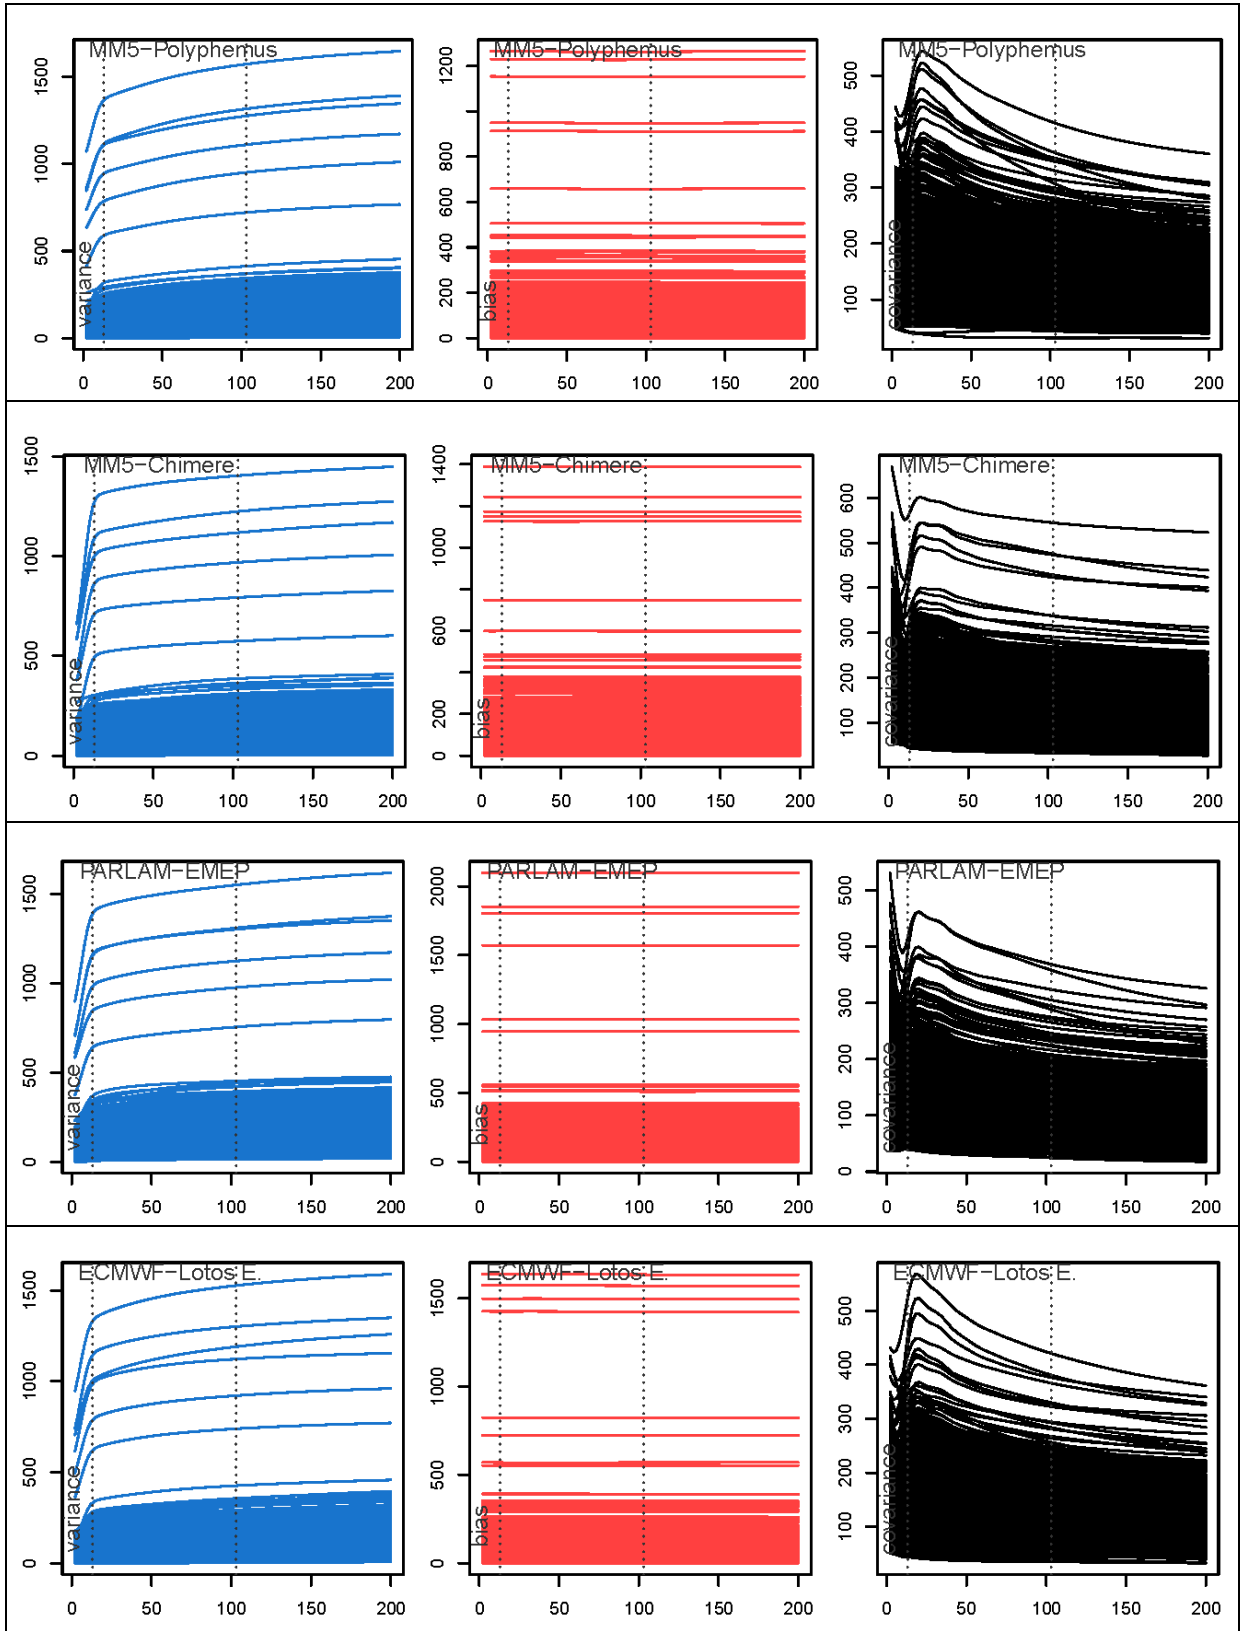 MM5−Polyphemus
variance
0 500 1000 1500
0 50 100 150 200
MM5−Polyphemus
bias
0 200 400 600 800 1000 1200
0 50 100 150 200
MM5−Polyphemus
covariance
100 200 300 400 500
0 50 100 150 200
MM5−Chimere
variance
0 500 1000 1500
0 50 100 150 200
MM5−Chimere
bias
0 200 600 1000 1400
0 50 100 150 200
MM5−Chimere
covariance
100 200 300 400 500 600
0 50 100 150 200
PARLAM−EMEP
variance
0 500 1000 1500
0 50 100 150 200
PARLAM−EMEP
bias
0 500 1000 1500 2000
0 50 100 150 200
PARLAM−EMEP
covariance
0 100 200 300 400 500
0 50 100 150 200
ECMWF−Lotos E.
variance
0 500 1000 1500
0 50 100 150 200
ECMWF−Lotos E.
bias
0 500 1000 1500
0 50 100 150 200
ECMWF−Lotos E.
covariance
100 200 300 400 500
0 50 100 150 200